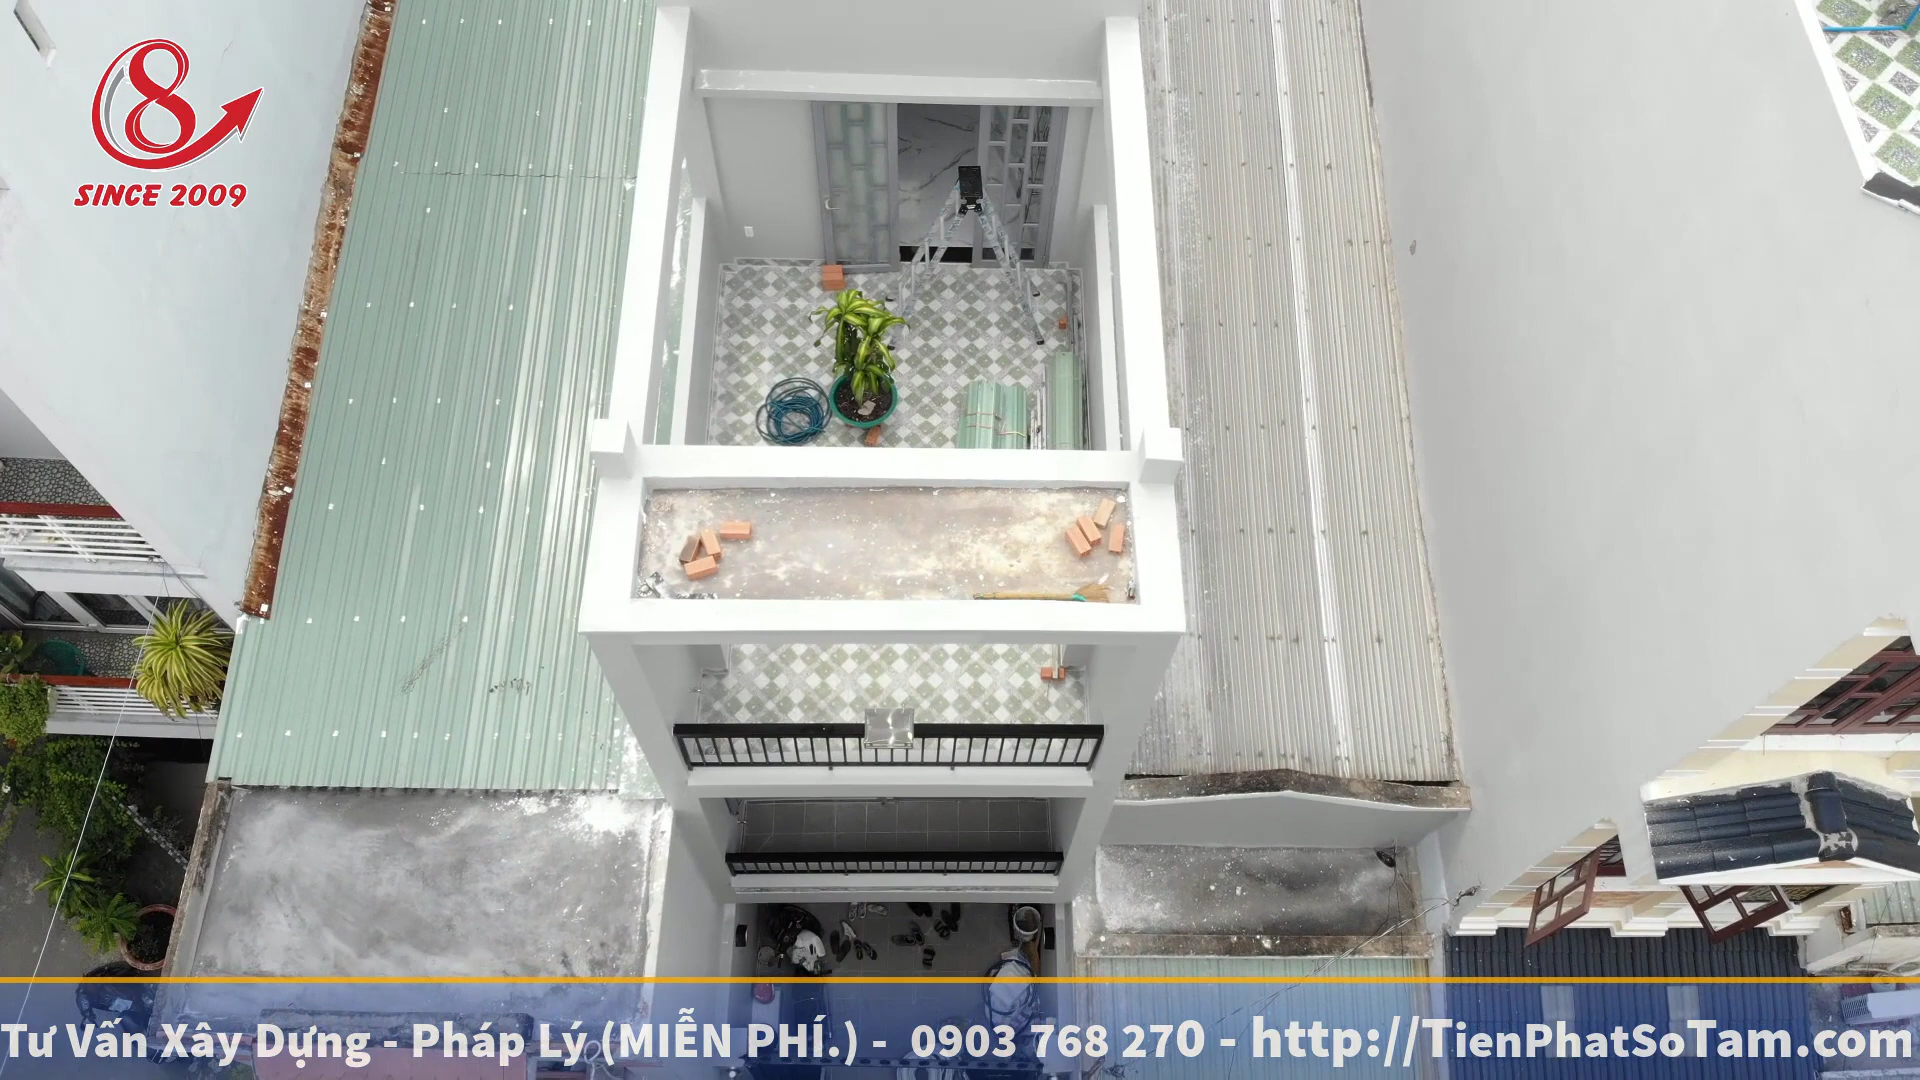 8
SINCE 2009
Tư Vấn Xây Dựng - Pháp Lý (MIỄN PHÍ.) - 0903 768 270 - http://TienPhatSoTam.com